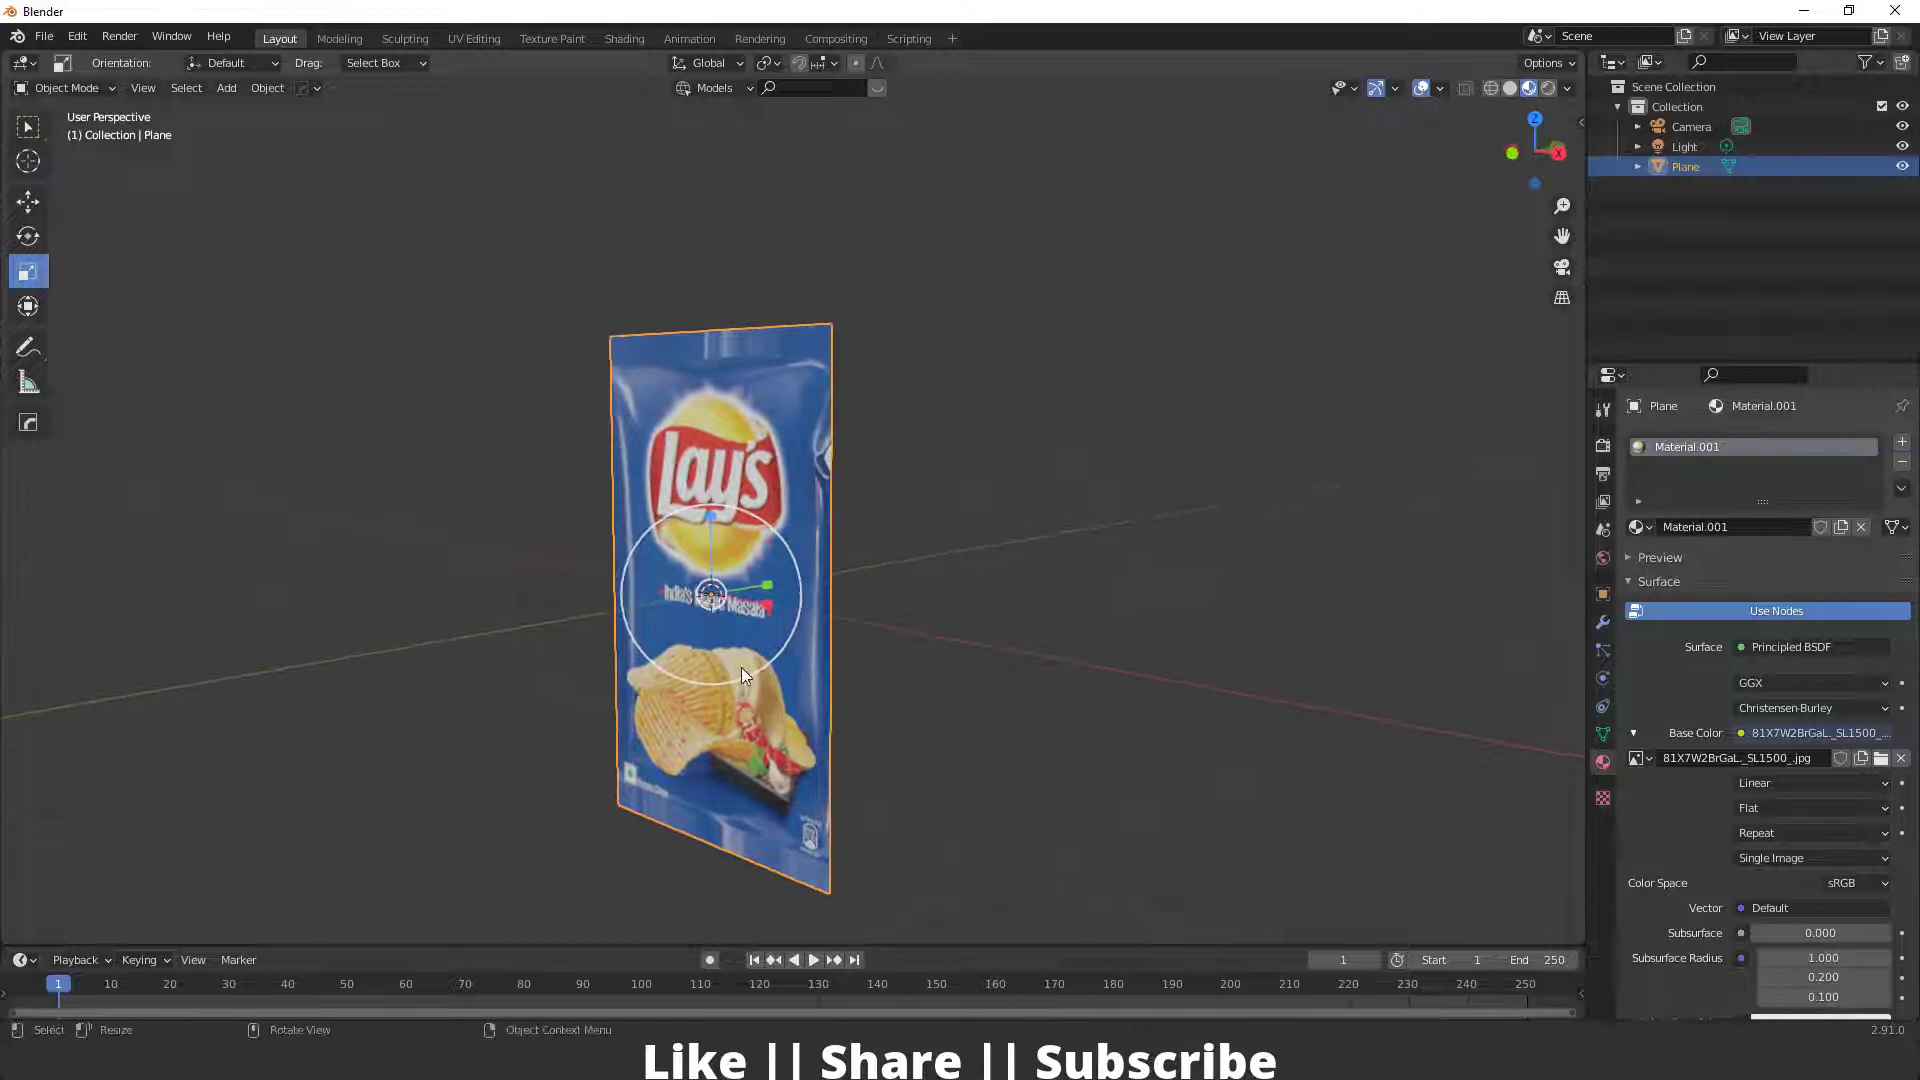 Blender
File Edit Render Window Help
Layout Modeling Sculpting UV Editing Texture Paint Shading Animation Rendering Compositing Scripting
Scene
View Layer
Orientation: Default Drag: Select Box
Global
Options
Object Mode View Select Add Object
Models
User Perspective
(1) Collection | Plane
Z
X
Scene Collection
Collection
Camera
Light
Plane
Lay's
India's Magic Masala
Plane Material.001
Material.001
Material.001
Preview
Surface
Use Nodes
Surface Principled BSDF
GGX
Christensen-Burley
Base Color 81X7W2BrGaL._SL1500_...
81X7W2BrGaL._SL1500_.jpg
Linear
Flat
Repeat
Single Image
Color Space sRGB
Vector Default
Subsurface 0.000
Subsurface Radius 1.000
0.200
0.100
Playback Keying View Marker
1 Start 1 End 250
1 10 20 30 40 50 60 70 80 90 100 110 120 130 140 150 160 170 180 190 200 210 220 230 240 250
Select Resize Rotate View Object Context Menu
2.91.0
Like || Share || Subscribe